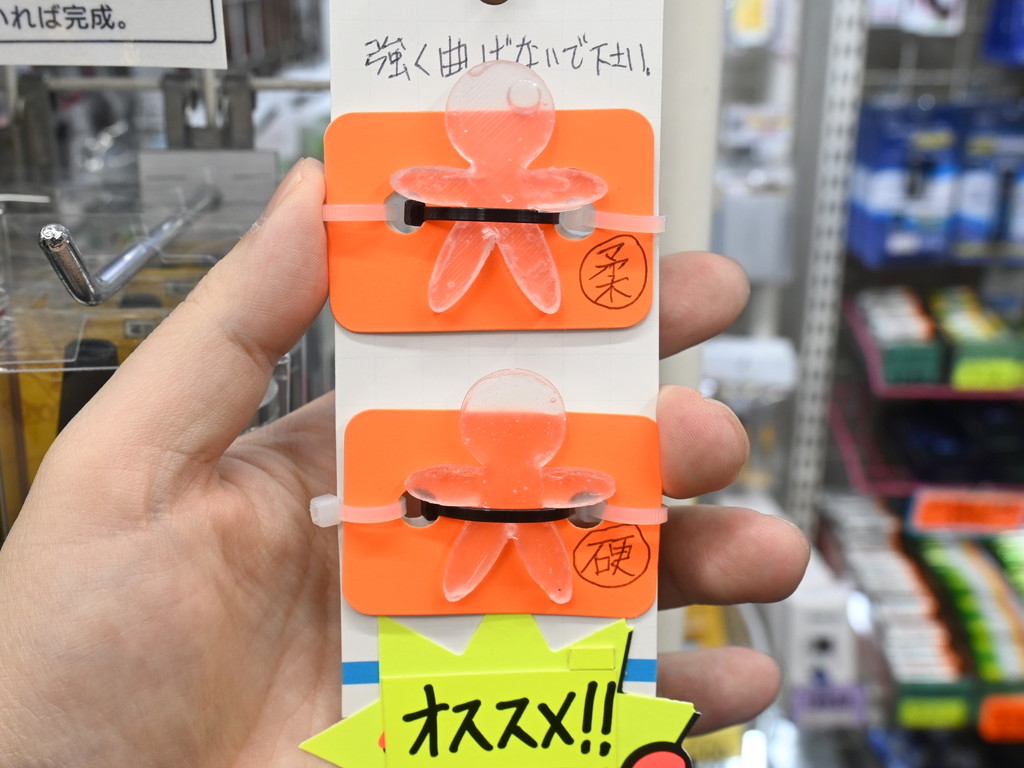 いれば完成。
強く曲げないで下さい。
柔
硬
オススメ!!